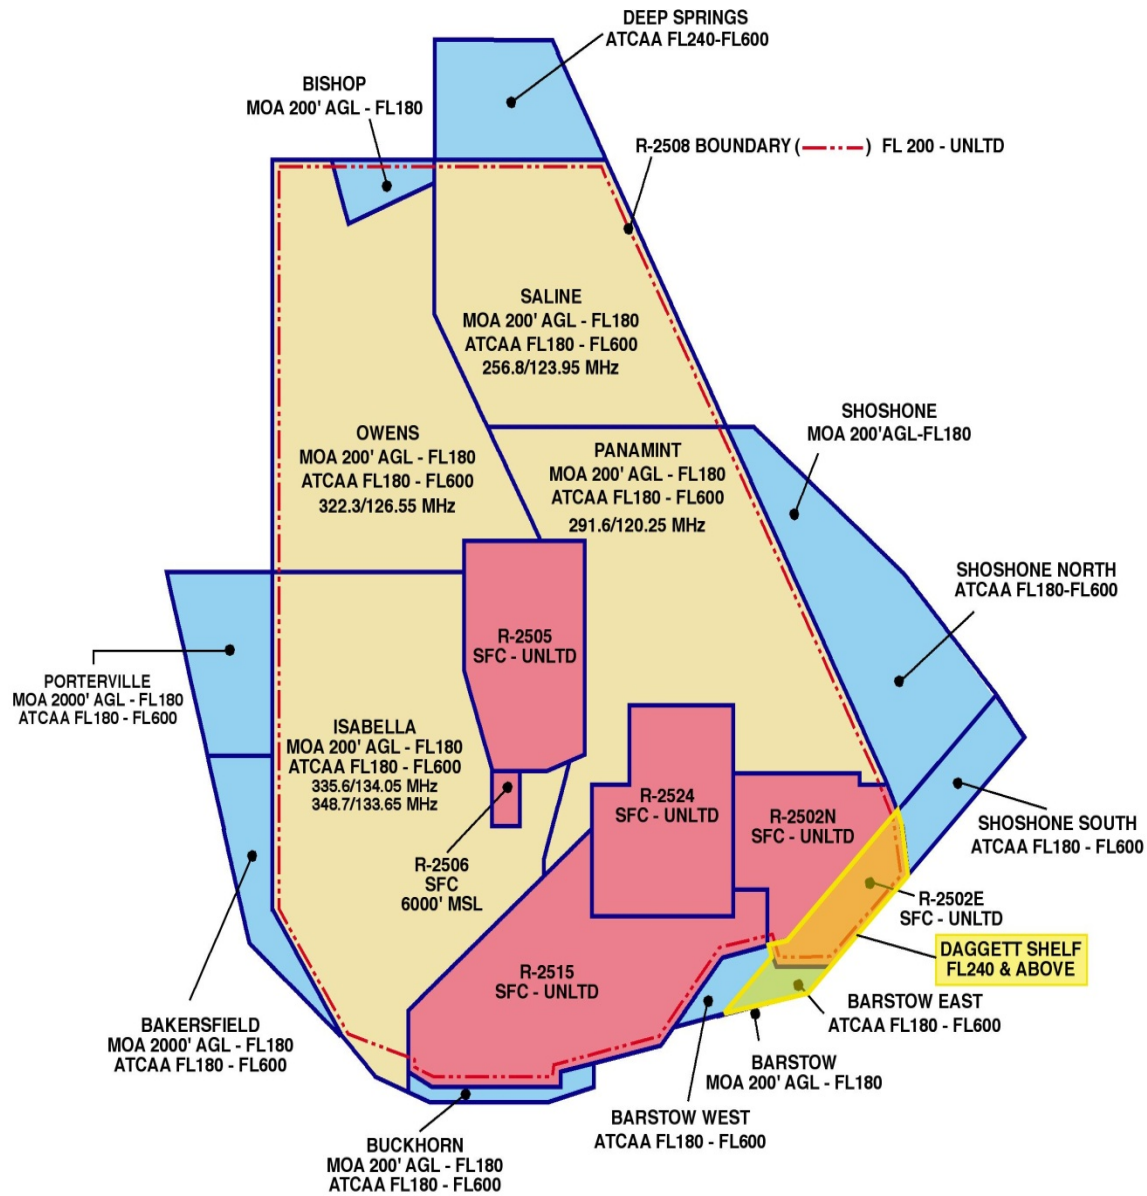 DEEP SPRINGS
ATCAA FL240-FL600
BISHOP
MOA 200' AGL - FL180
R-2508 BOUNDARY ( ) FL 200 - UNLTD
SALINE
MOA 200' AGL - FL180
ATCAA FL180 - FL600
256.8/123.95 MHz
SHOSHONE
MOA 200'AGL-FL180
OWENS
MOA 200' AGL - FL180
ATCAA FL180 - FL600
322.3/126.55 MHz
PANAMINT
MOA 200' AGL - FL180
ATCAA FL180 - FL600
291.6/120.25 MHz
SHOSHONE NORTH
ATCAA FL180-FL600
R-2505
SFC - UNLTD
PORTERVILLE
MOA 2000' AGL - FL180
ATCAA FL180 - FL600
ISABELLA
MOA 200' AGL - FL180
ATCAA FL180 - FL600
335.6/134.05 MHz
348.7/133.65 MHz
R-2524
SFC - UNLTD
R-2502N
SFC - UNLTD
SHOSHONE SOUTH
ATCAA FL180 - FL600
R-2506
SFC
6000' MSL
R-2502E
SFC - UNLTD
DAGGETT SHELF
FL240 & ABOVE
R-2515
SFC - UNLTD
BARSTOW EAST
ATCAA FL180 - FL600
BAKERSFIELD
MOA 2000' AGL - FL180
ATCAA FL180 - FL600
BARSTOW
MOA 200' AGL - FL180
BARSTOW WEST
ATCAA FL180 - FL600
BUCKHORN
MOA 200' AGL - FL180
ATCAA FL180 - FL600